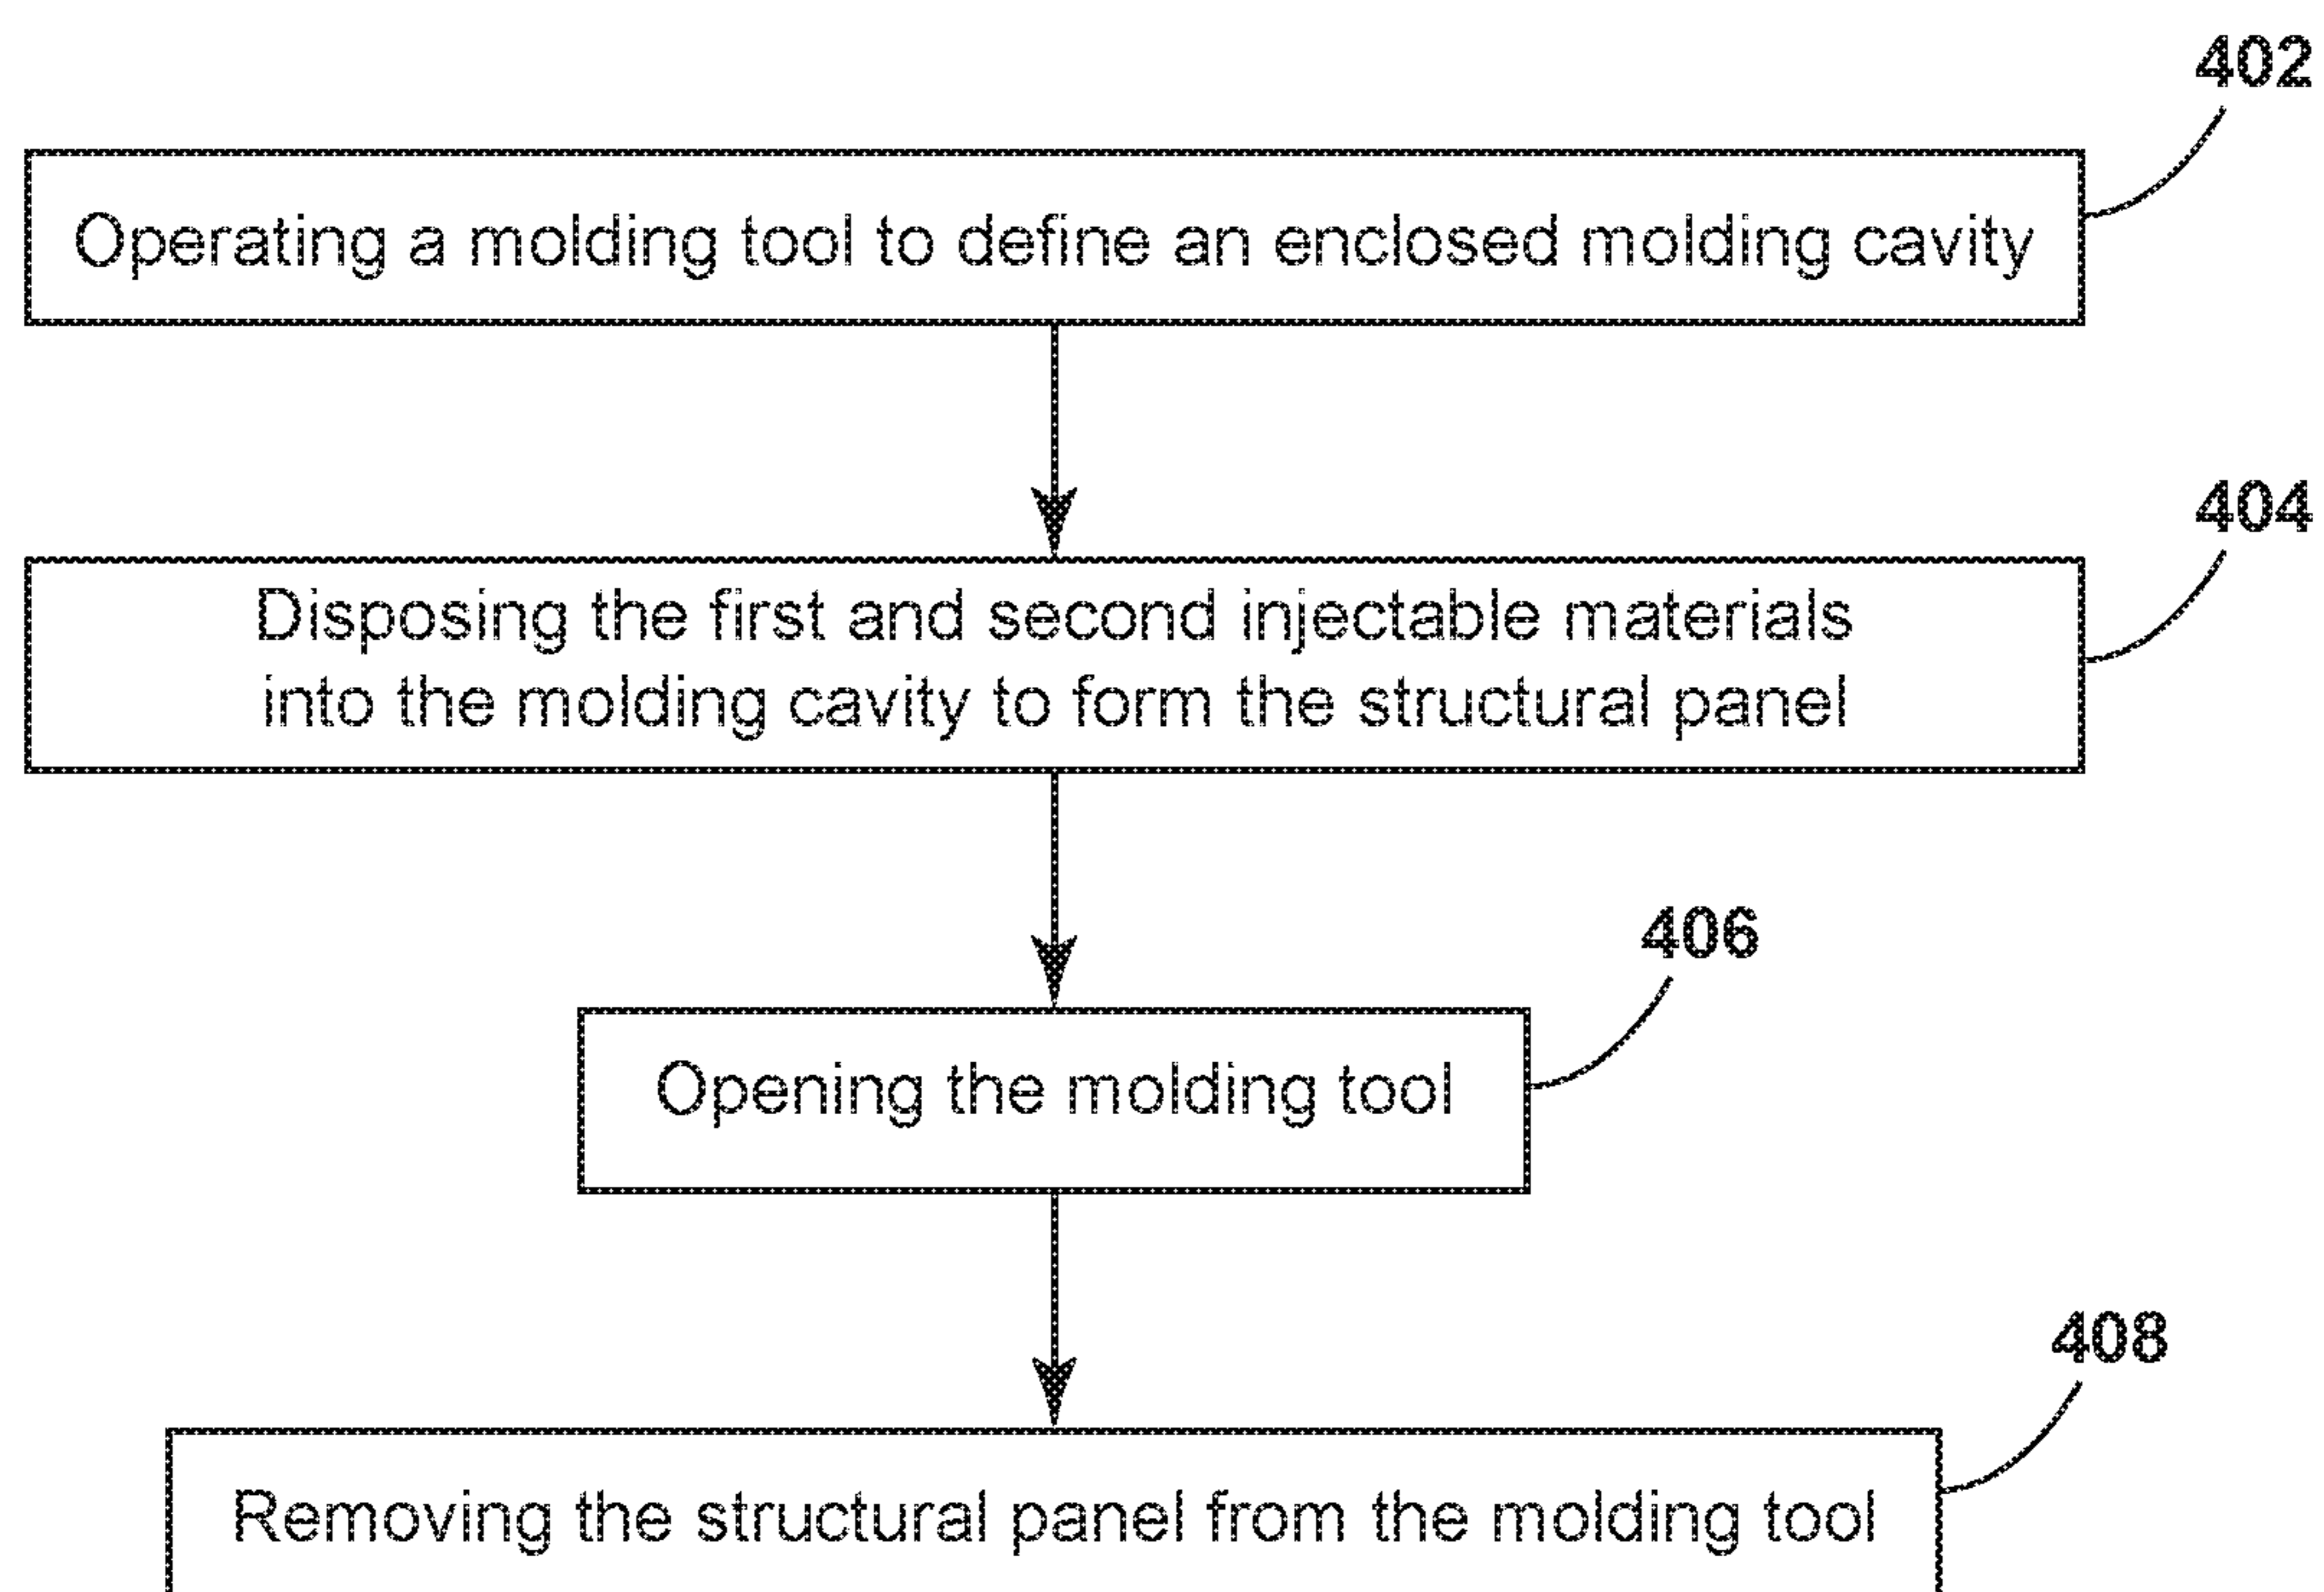 402
Operating a molding tool to define an enclosed molding cavity
404
Disposing the first and second injectable materials
into the molding cavity to form the structural panel
406
Opening the molding tool
408
Removing the structural panel from the molding tool